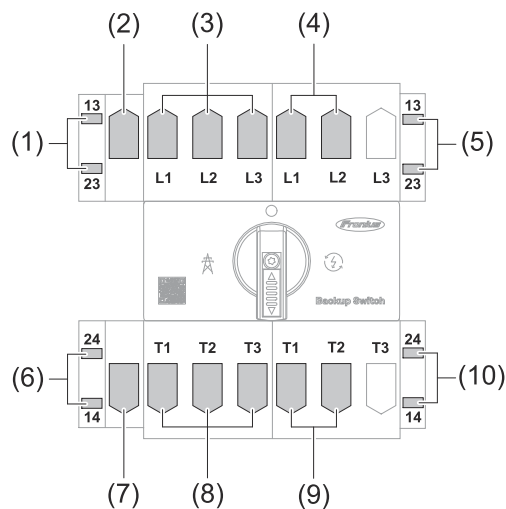 (2) (3) (4)
13 13
(1) (5)
23 L1 L2 L3 L1 L2 L3 23
Fronius
Backup Switch
24 T1 T2 T3 T1 T2 T3 24
(6) (10)
14 14
(7) (8) (9)